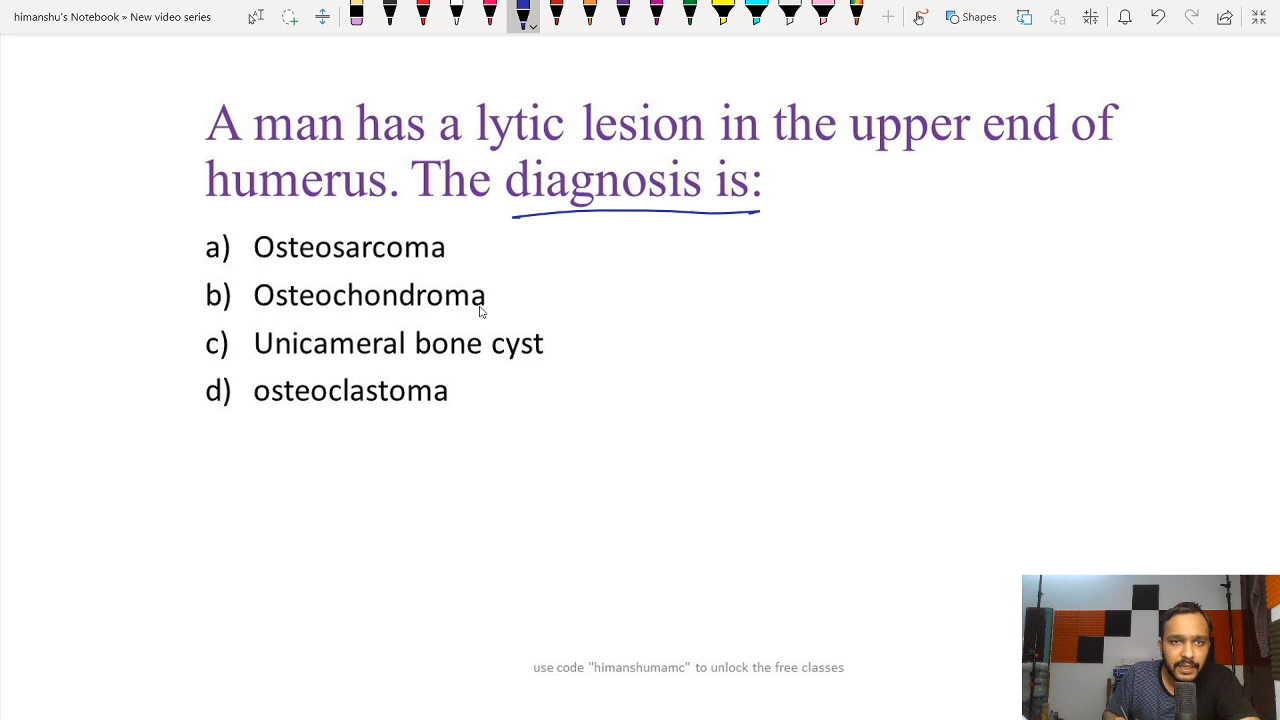 himanshu's Notebook » New video series
Shapes
A man has a lytic lesion in the upper end of
humerus. The diagnosis is:
a) Osteosarcoma
b) Osteochondroma
c) Unicameral bone cyst
d) osteoclastoma
use code "himanshumamc" to unlock the free classes